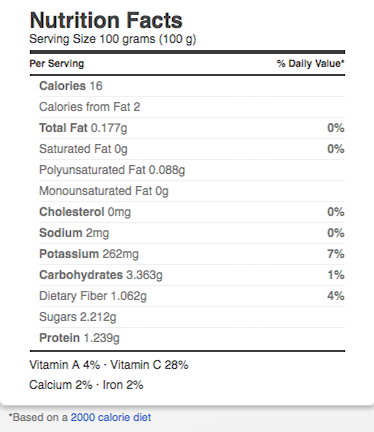 Nutrition Facts
Serving Size 100 grams (100 g)
Per Serving % Daily Value*
Calories 16
Calories from Fat 2
Total Fat 0.177g 0%
Saturated Fat 0g 0%
Polyunsaturated Fat 0.088g
Monounsaturated Fat 0g
Cholesterol 0mg 0%
Sodium 2mg 0%
Potassium 262mg 7%
Carbohydrates 3.363g 1%
Dietary Fiber 1.062g 4%
Sugars 2.212g
Protein 1.239g
Vitamin A 4% · Vitamin C 28%
Calcium 2% · Iron 2%
*Based on a 2000 calorie diet